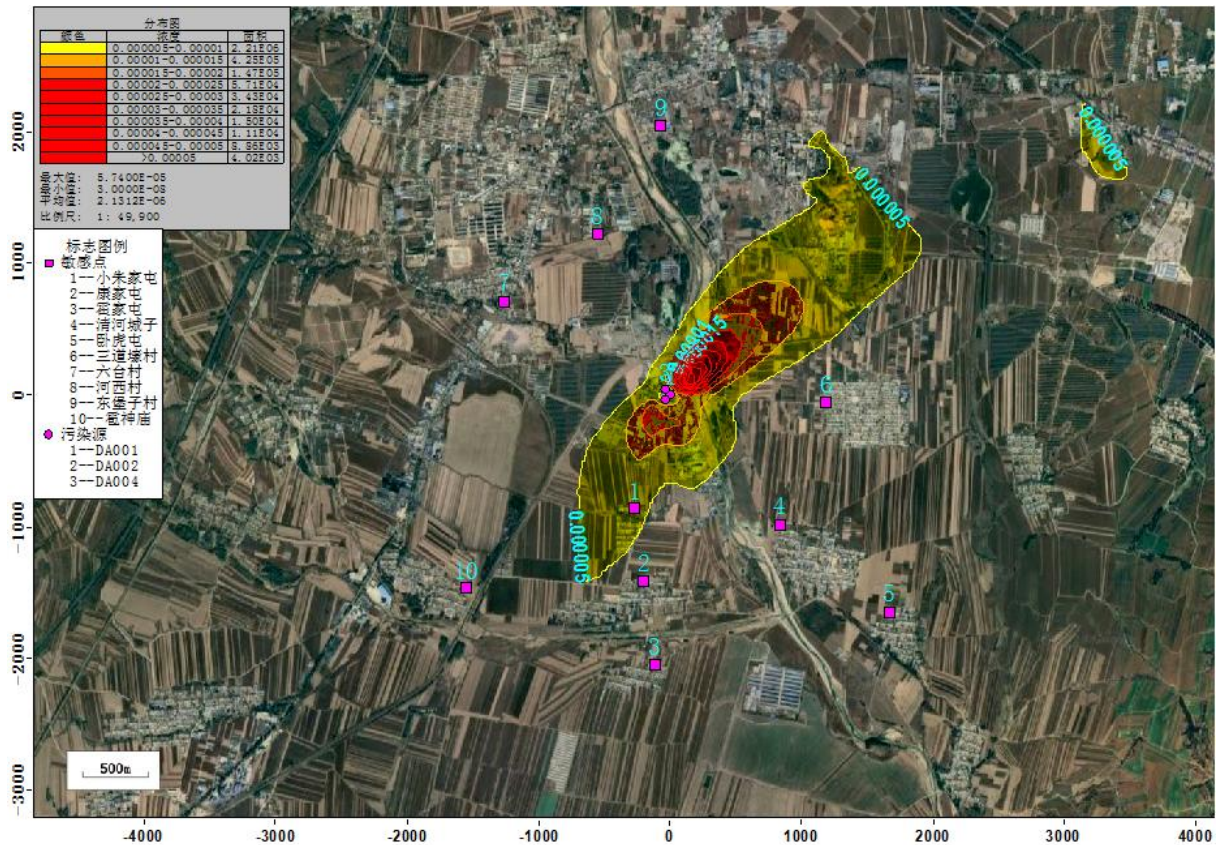 分布图
颜色 浓度 面积
0.000005-0.00001 2.21E06
0.00001-0.000015 4.25E05
0.000015-0.00002 1.47E05
0.00002-0.000025 5.71E04
0.000025-0.00003 3.43E04
0.00003-0.000035 2.18E04
0.000035-0.00004 1.50E04
0.00004-0.000045 1.11E04
0.000045-0.00005
>0.00005 4.02E03
最大值: 5.7400E-05
最小值: 3.0000E-08
平均值: 2.1312E-06
比例尺: 1: 49,900
标志图例
敏感点
1--小朱家屯
2--康家屯
3--霍家屯
4--清河城子
5--卧虎屯
6--三道壕村
7--六台村
8--河西村
9--东堡子村
10--雹神庙
污染源
1--DA001
2--DA002
3--DA004
9
8
7
6
1
4
2
10
5
3
0.000005
0.000005
0.000005
500m
2000
1000
0
-1000
-2000
-3000
-4000 -3000 -2000 -1000 0 1000 2000 3000 4000